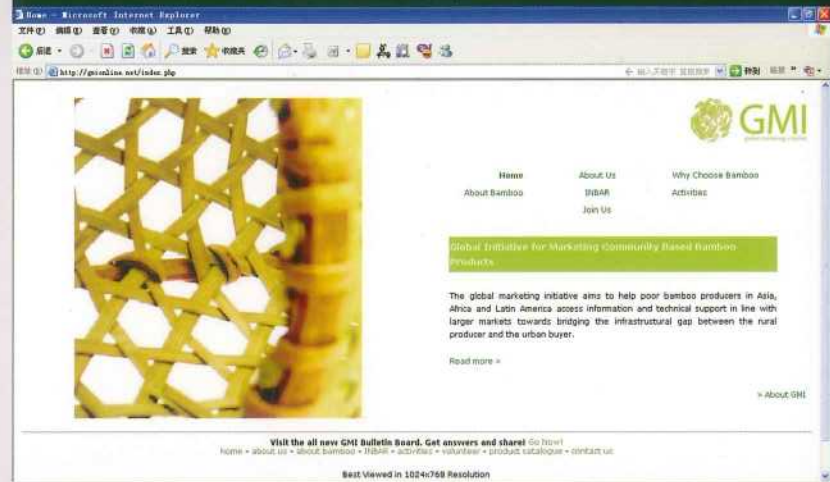 Home - Microsoft Internet Explorer
文件(F) 编辑(E) 查看(V) 收藏(A) 工具(T) 帮助(H)
后退 搜索 收藏夹
http://gmionline.net/index.php 转到 链接 »
GMI
Home About Us Why Choose Bamboo
About Bamboo INBAR Activities
Join Us
Global Initiative for Marketing Community Based Bamboo
Products
The global marketing initiative aims to help poor bamboo producers in Asia,
Africa and Latin America access information and technical support in line with
larger markets towards bridging the infrastrutural gap between the rural
producer and the urban buyer.
Read more »
» About GMI
Visit the all new GMI Bulletin Board. Get answers and share! Go Now!
home • about us • about bamboo • INBAR • activities • volunteer • product catalogue • contact us
Best Viewed in 1024x768 Resolution